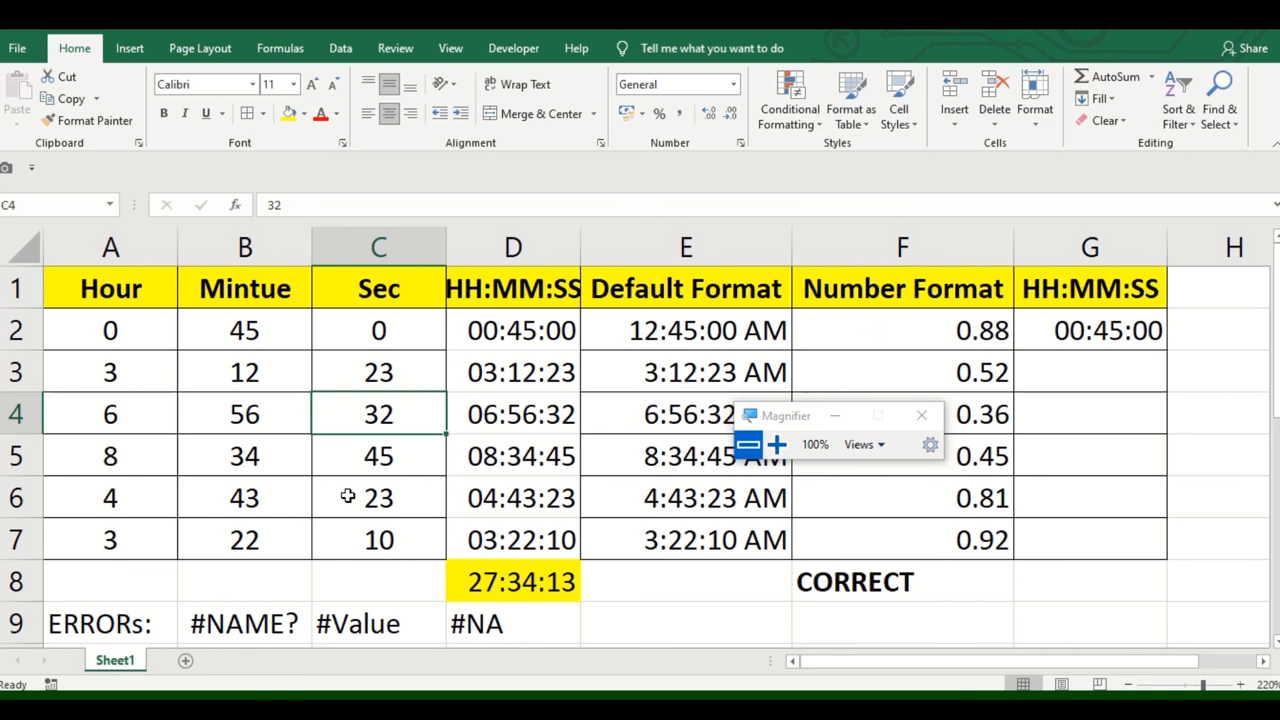 File Home Insert Page Layout Formulas Data Review View Developer Help Tell me what you want to do Share
Cut Calibri 11 Wrap Text General AutoSum
Paste Copy Merge & Center Conditional Formatting Format as Table Cell Styles Insert Delete Format Fill Sort & Filter Find & Select
Format Painter Clear
Clipboard Font Alignment Number Styles Cells Editing
C4 fx 32
A B C D E F G H
1 Hour Mintue Sec HH:MM:SS Default Format Number Format HH:MM:SS
2 0 45 0 00:45:00 12:45:00 AM 0.88 00:45:00
3 3 12 23 03:12:23 3:12:23 AM 0.52
4 6 56 32 06:56:32 6:56:32 0.36
Magnifier
5 8 34 45 08:34:45 8:34:45 AM 0.45
100% Views
6 4 43 23 04:43:23 4:43:23 AM 0.81
7 3 22 10 03:22:10 3:22:10 AM 0.92
8 27:34:13 CORRECT
9 ERRORs: #NAME? #Value #NA
Sheet1
Ready 220%